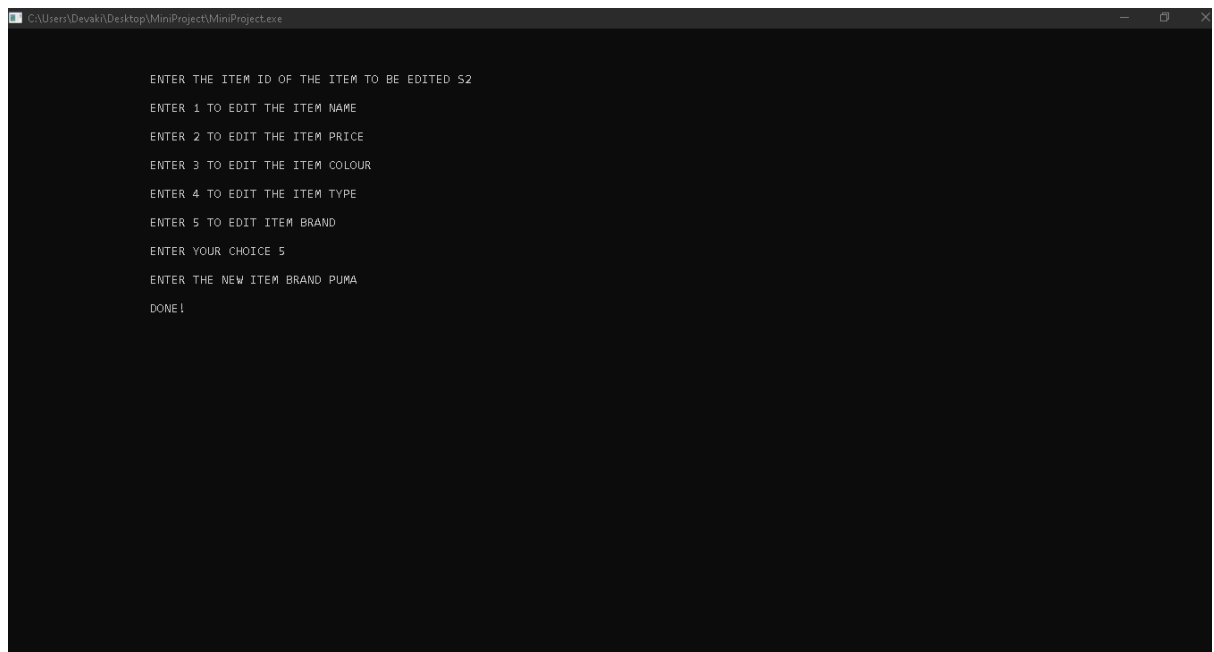 C:\Users\Devaki\Desktop\MiniProject\MiniProject.exe
ENTER THE ITEM ID OF THE ITEM TO BE EDITED S2
ENTER 1 TO EDIT THE ITEM NAME
ENTER 2 TO EDIT THE ITEM PRICE
ENTER 3 TO EDIT THE ITEM COLOUR
ENTER 4 TO EDIT THE ITEM TYPE
ENTER 5 TO EDIT ITEM BRAND
ENTER YOUR CHOICE 5
ENTER THE NEW ITEM BRAND PUMA
DONE!